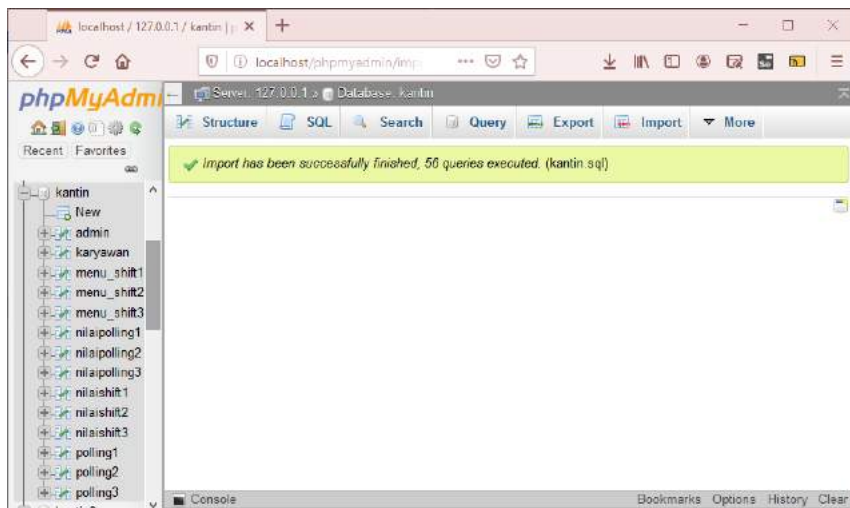 localhost / 127.0.0.1 / kantin | p
localhost/phpmyadmin/imp
phpMyAdmi
Recent Favorites
Server: 127.0.0.1 » Database: kantin
Structure SQL Search Query Export Import More
Import has been successfully finished, 56 queries executed. (kantin.sql)
kantin
New
admin
karyawan
menu_shift1
menu_shift2
menu_shift3
nilaipolling1
nilaipolling2
nilaipolling3
nilaishift1
nilaishift2
nilaishift3
polling1
polling2
polling3
Console
Bookmarks Options History Clear